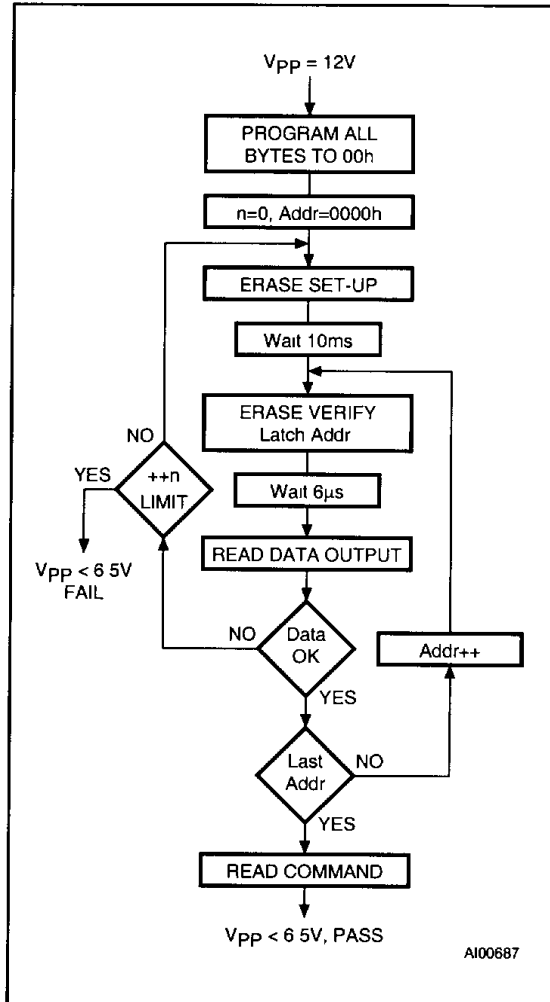 VPP = 12V
PROGRAM ALL
BYTES TO 00h
n=0, Addr=0000h
ERASE SET-UP
Wait 10ms
ERASE VERIFY
Latch Addr
NO
YES
++n
LIMIT
Wait 6µs
VPP < 6 5V
FAIL
READ DATA OUTPUT
NO
Data
OK
Addr++
YES
Last
Addr
NO
YES
READ COMMAND
VPP < 6 5V, PASS
AI00687